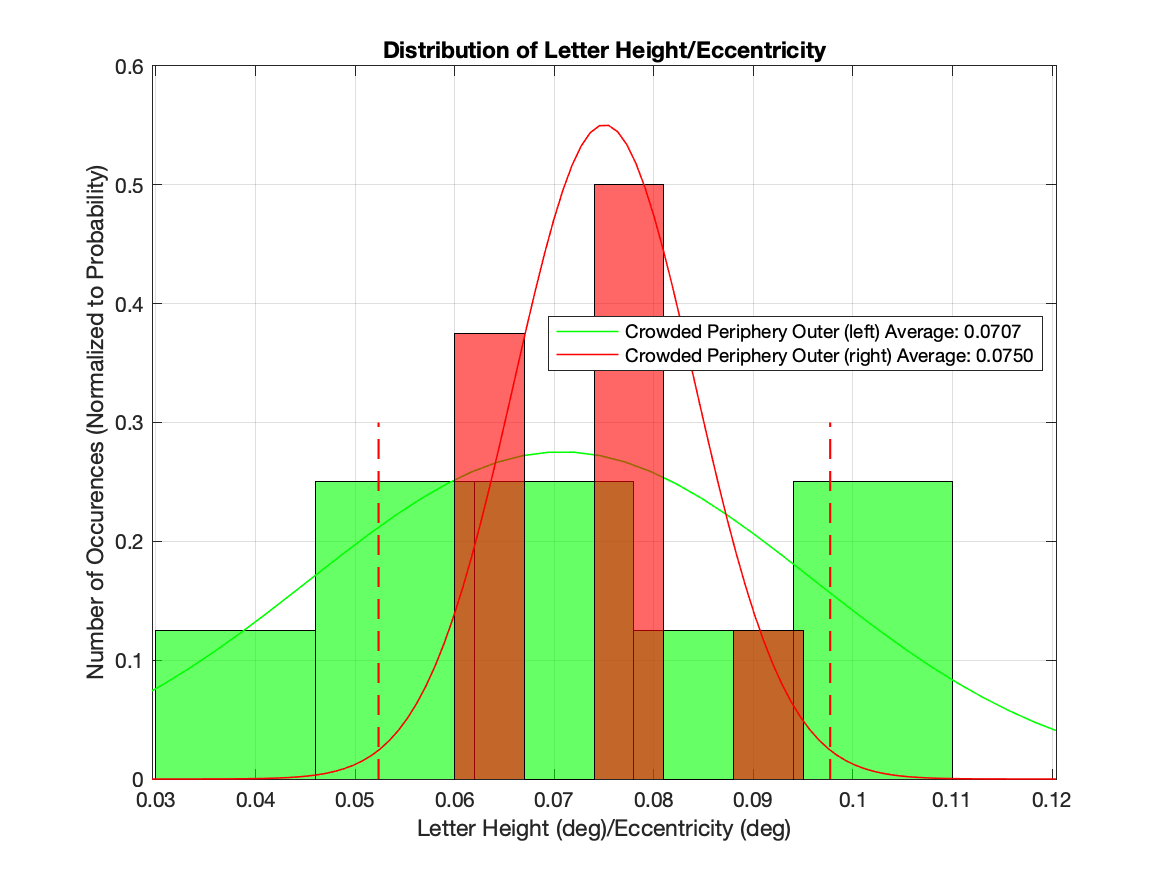 Distribution of Letter Height/Eccentricity
Number of Occurences (Normalized to Probability)
0.6
0.5
0.4
0.3
0.2
0.1
0
Crowded Periphery Outer (left) Average: 0.0707
Crowded Periphery Outer (right) Average: 0.0750
0.03 0.04 0.05 0.06 0.07 0.08 0.09 0.1 0.11 0.12
Letter Height (deg)/Eccentricity (deg)